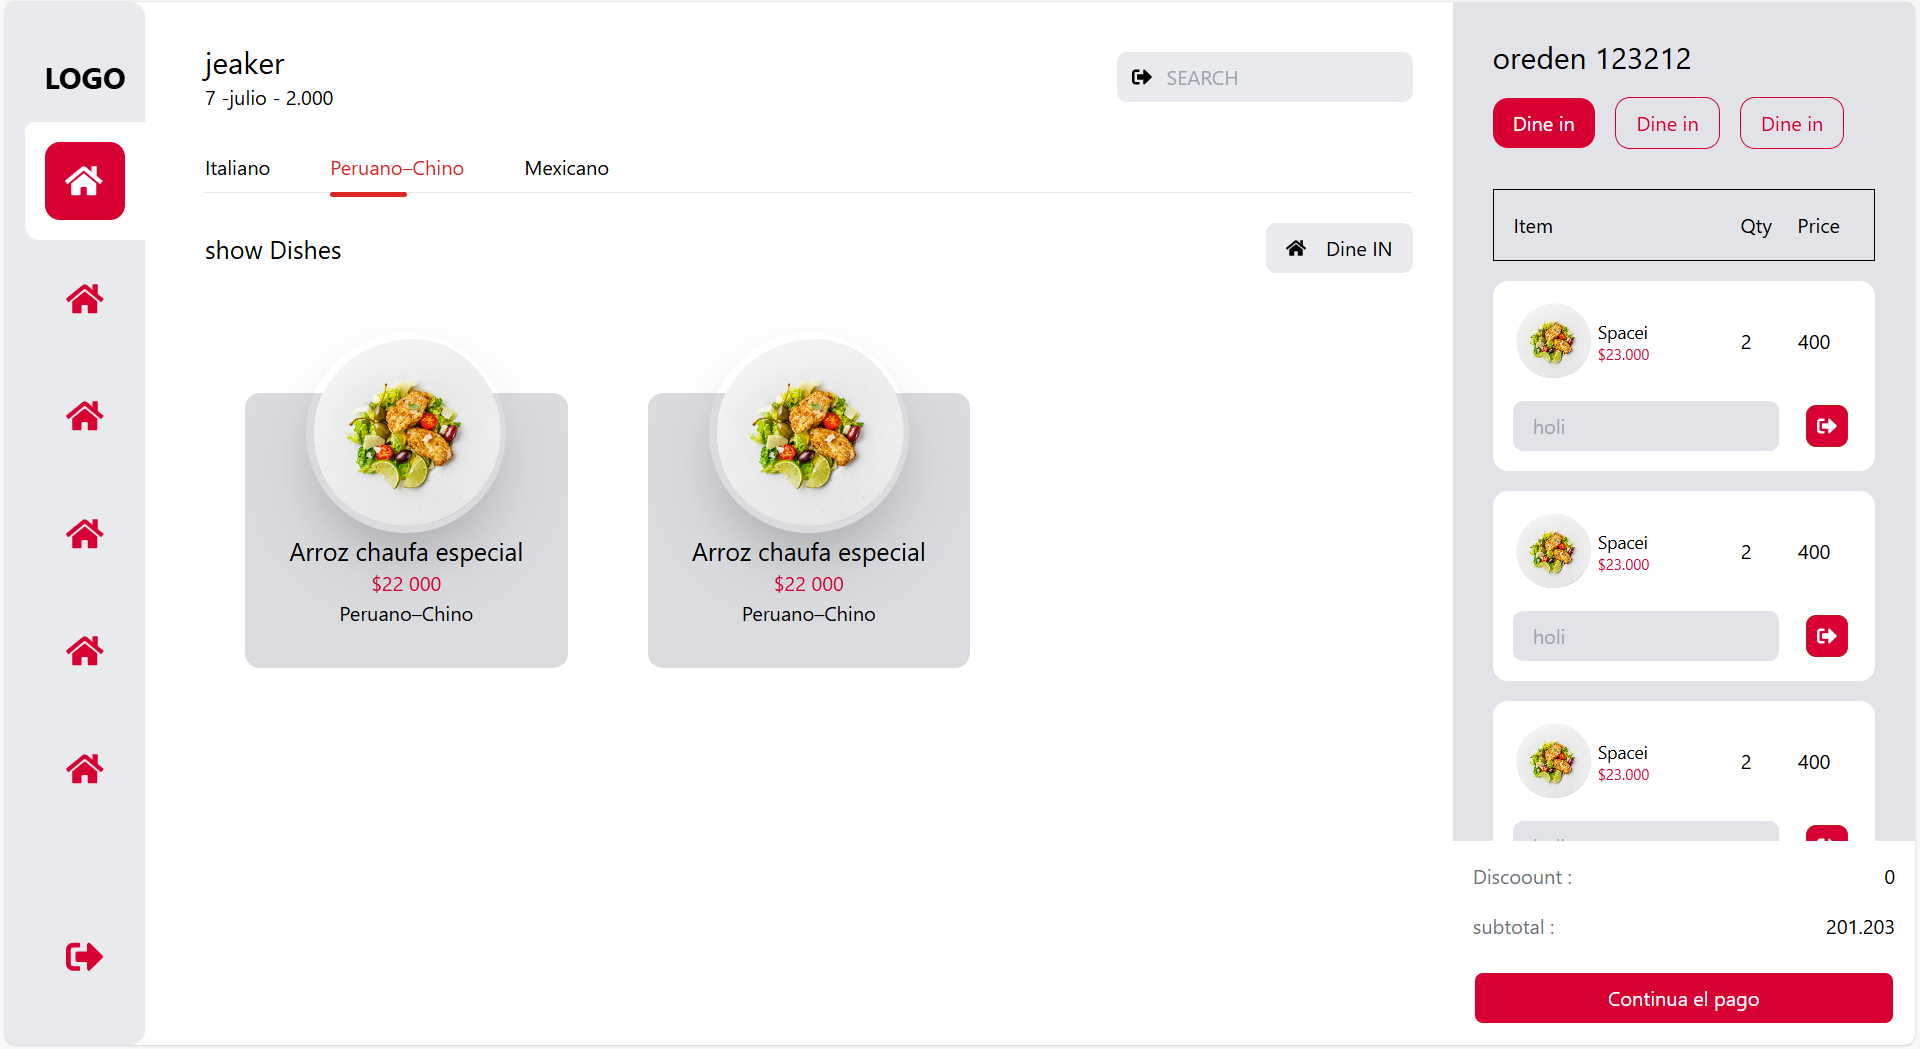 LOGO
jeaker
7 -julio - 2.000
SEARCH
Italiano
Peruano–Chino
Mexicano
show Dishes
Dine IN
Arroz chaufa especial
$22 000
Peruano–Chino
Arroz chaufa especial
$22 000
Peruano–Chino
oreden 123212
Dine in
Dine in
Dine in
Item Qty Price
Spacei
$23.000
2 400
holi
Spacei
$23.000
2 400
holi
Spacei
$23.000
2 400
Discoount : 0
subtotal : 201.203
Continua el pago